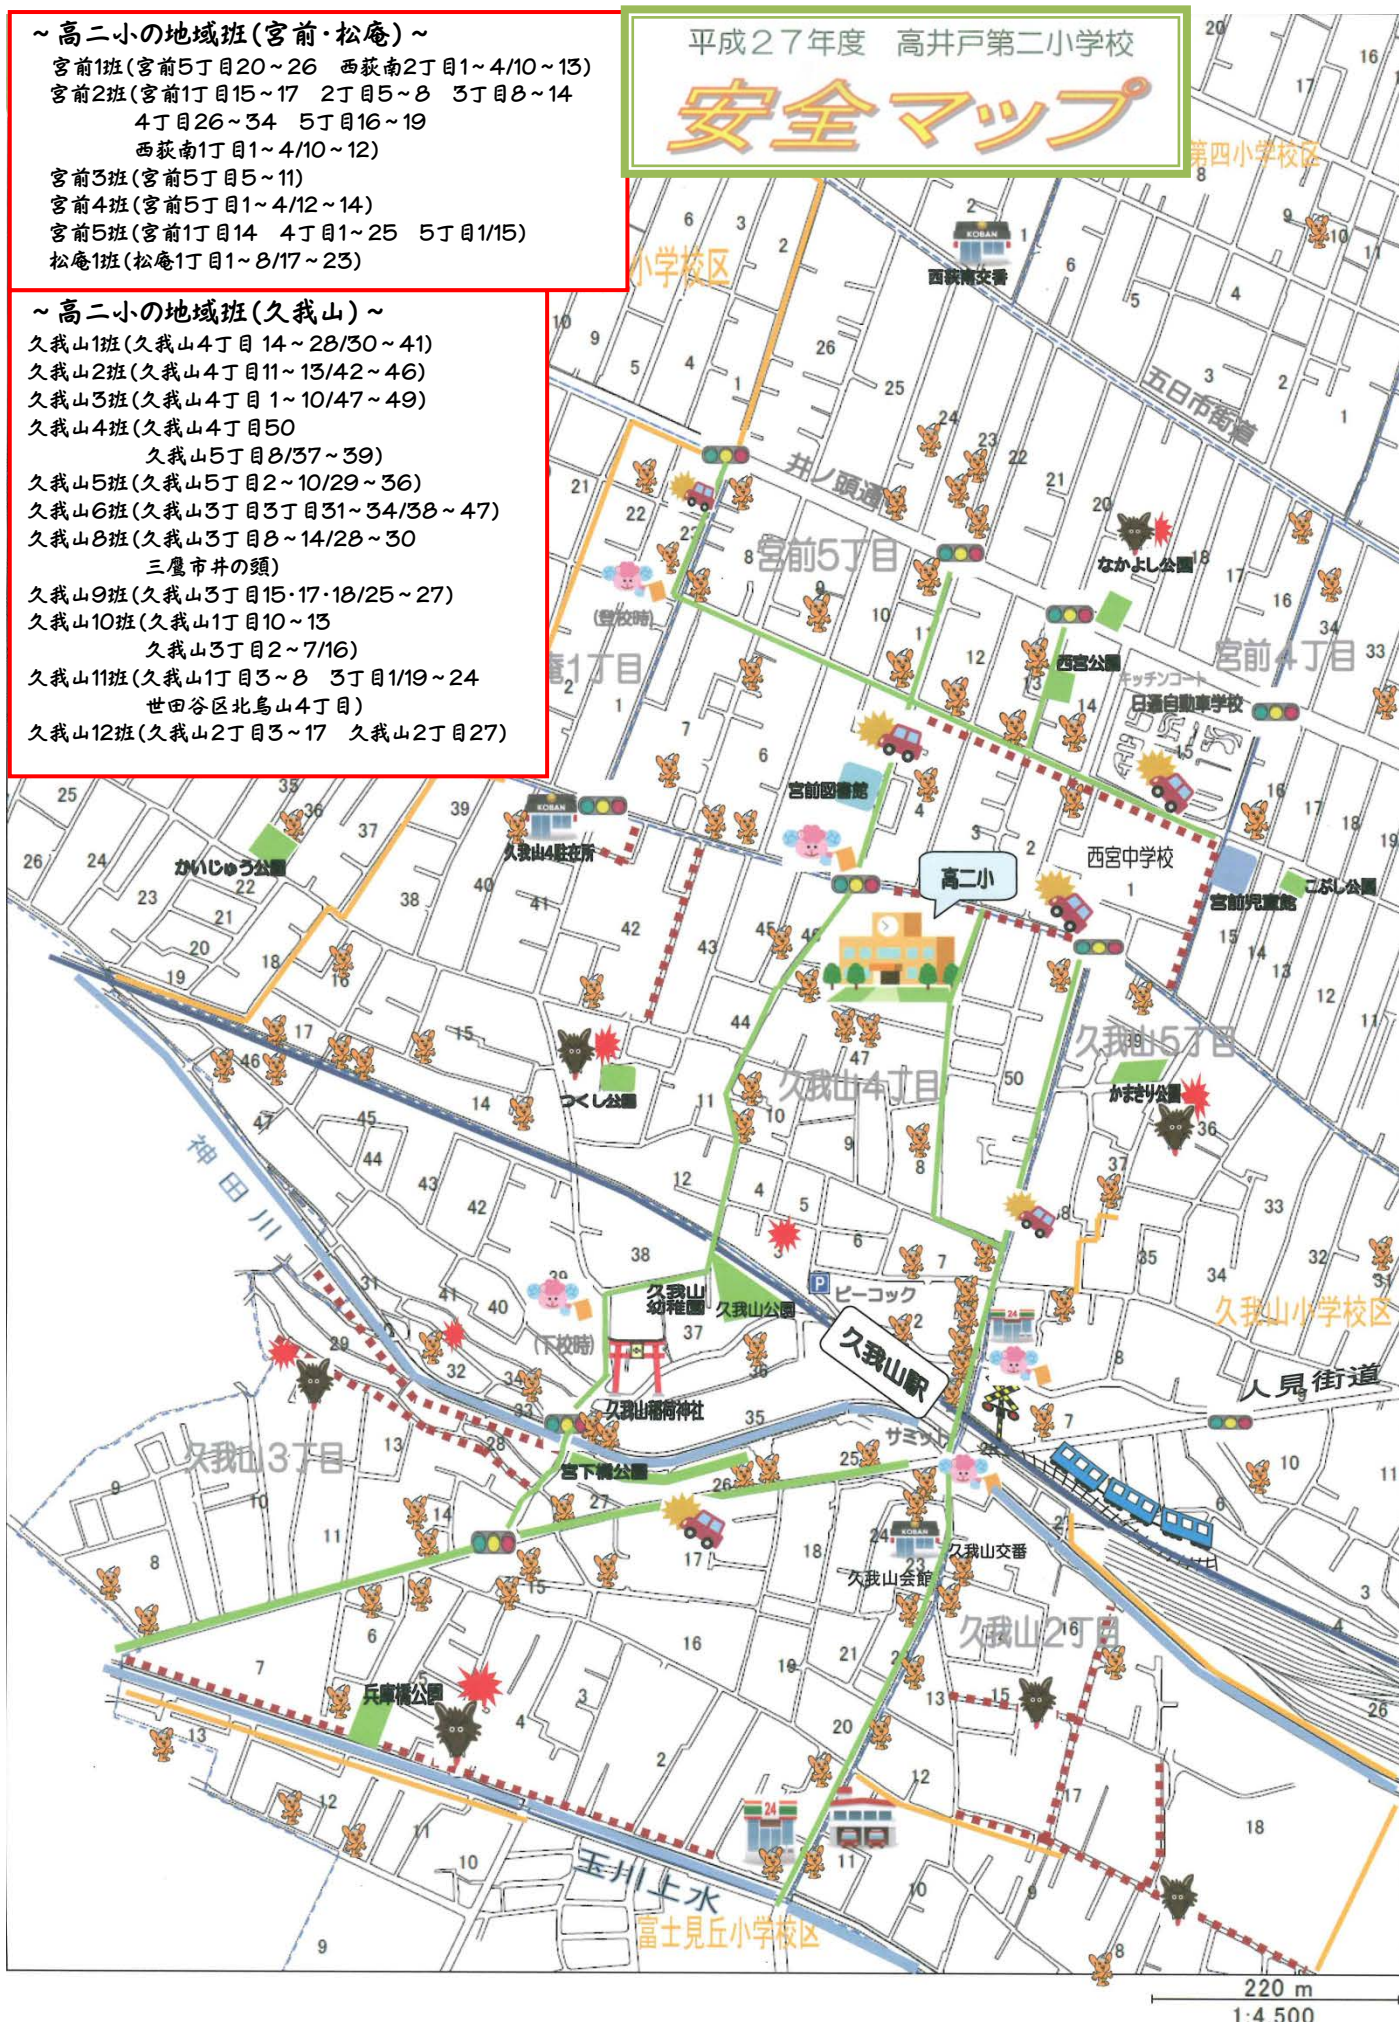 ~高二小の地域班(宮前・松庵)~
宮前1班(宮前5丁目20~26 西荻南2丁目1~4/10~13)
宮前2班(宮前1丁目15~17 2丁目5~8 3丁目8~14
4丁目26~34 5丁目16~19
西荻南1丁目1~4/10~12)
宮前3班(宮前5丁目5~11)
宮前4班(宮前5丁目1~4/12~14)
宮前5班(宮前1丁目14 4丁目1~25 5丁目1/15)
松庵1班(松庵1丁目1~8/17~23)
~高二小の地域班(久我山)~
久我山1班(久我山4丁目 14~28/30~41)
久我山2班(久我山4丁目11~13/42~46)
久我山3班(久我山4丁目 1~10/47~49)
久我山4班(久我山4丁目50
久我山5丁目8/37~39)
久我山5班(久我山5丁目2~10/29~36)
久我山6班(久我山3丁目3丁目31~34/38~47)
久我山8班(久我山3丁目8~14/28~30
三鷹市井の頭)
久我山9班(久我山3丁目15・17・18/25~27)
久我山10班(久我山1丁目10~13
久我山3丁目2~7/16)
久我山11班(久我山1丁目3~8 3丁目1/19~24
世田谷区北烏山4丁目)
久我山12班(久我山2丁目3~17 久我山2丁目27)
平成27年度 高井戸第二小学校
安全マップ
第四小学校区
小学校区
KOBAN
西荻南交番
五日市街道
井ノ頭通
宮前5丁目
なかよし公園
(登校時)
庵1丁目
西宮公園
宮前4丁目
キッチンコート
日通自動車学校
宮前図書館
KOBAN
久我山4駐在所
かいじゅう公園
高二小
西宮中学校
宮前児童館
こぶし公園
久我山5丁目
つくし公園
久我山4丁目
かまきり公園
神田川
久我山
幼稚園
久我山公園
P
ピーコック
久我山小学校区
(下校時)
24
久我山駅
人見街道
久我山稲荷神社
サミット
久我山3丁目
宮下橋公園
KOBAN
久我山交番
久我山会館
久我山2丁目
兵庫橋公園
24
玉川上水
富士見丘小学校区
220 m
1:4,500